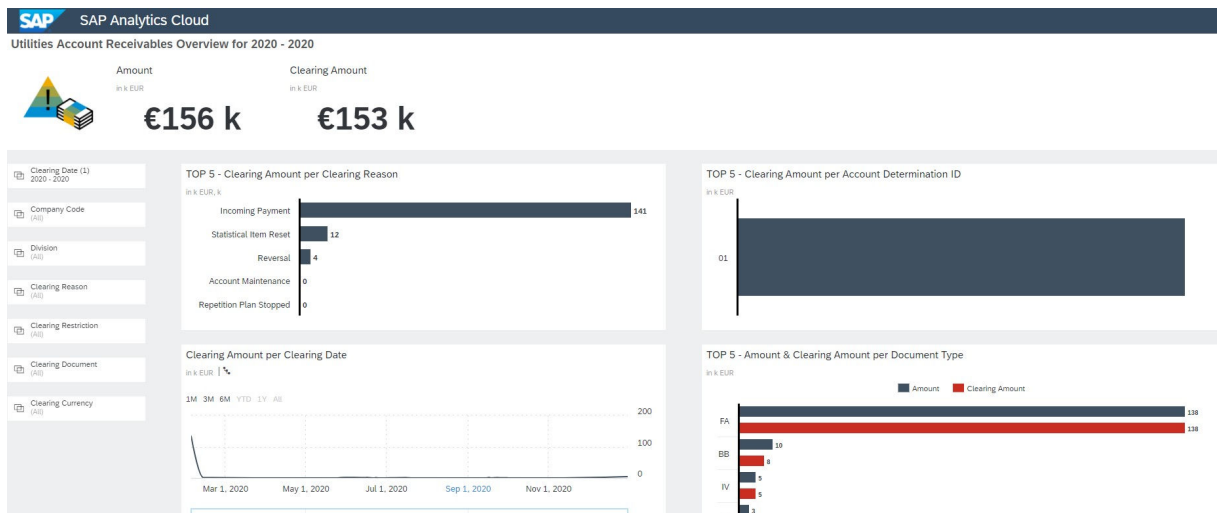 SAP SAP Analytics Cloud
Utilities Account Receivables Overview for 2020 - 2020
Amount
in k EUR
€156 k
Clearing Amount
in k EUR
€153 k
Clearing Date (1)
2020 - 2020
Company Code
(All)
Division
(All)
Clearing Reason
(All)
Clearing Restriction
(All)
Clearing Document
(All)
Clearing Currency
(All)
TOP 5 - Clearing Amount per Clearing Reason
in k EUR, k
Incoming Payment 141
Statistical Item Reset 12
Reversal 4
Account Maintenance 0
Repetition Plan Stopped 0
TOP 5 - Clearing Amount per Account Determination ID
in k EUR
01
Clearing Amount per Clearing Date
in k EUR
1M 3M 6M YTD 1Y All
200
100
0
Mar 1, 2020 May 1, 2020 Jul 1, 2020 Sep 1, 2020 Nov 1, 2020
TOP 5 - Amount & Clearing Amount per Document Type
in k EUR
Amount Clearing Amount
FA 138
138
BB 10
8
IV 5
5
3